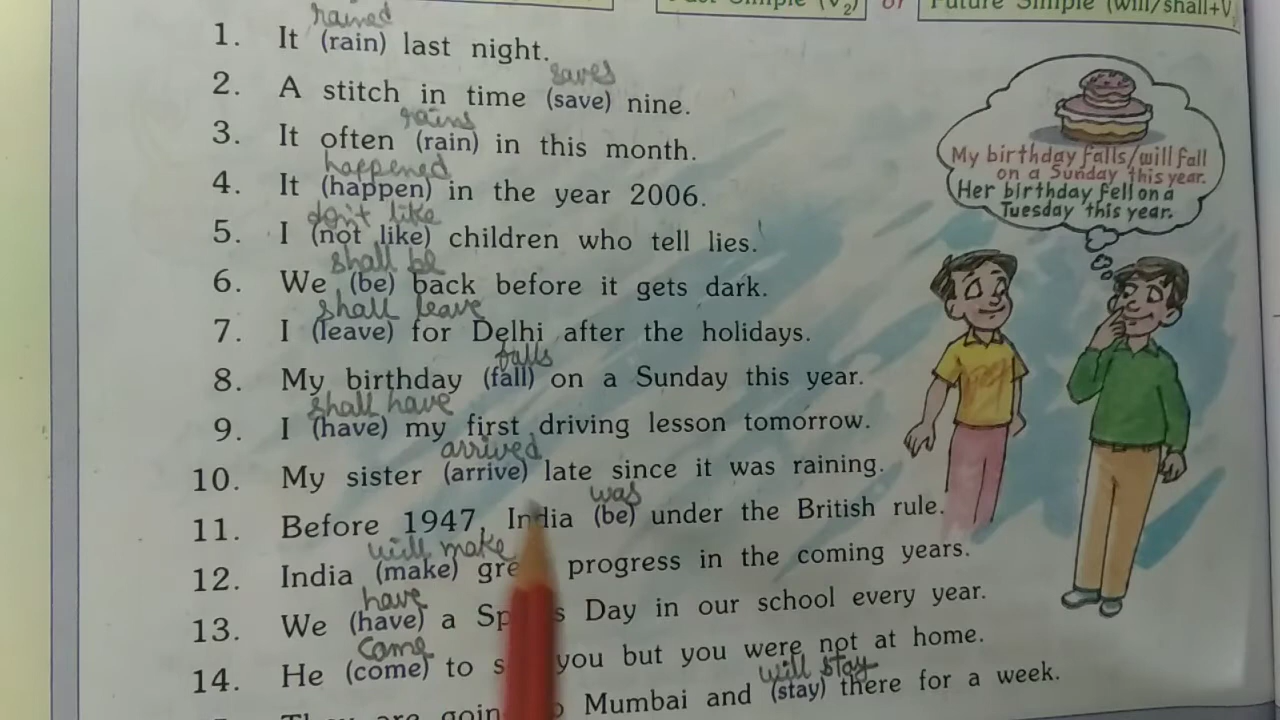 Past Simple (V2) or Future Simple (will/shall+V1
rained
1. It (rain) last night.
saves
2. A stitch in time (save) nine.
rains
3. It often (rain) in this month.
happened
4. It (happen) in the year 2006.
don't like
5. I (not like) children who tell lies.
shall be
6. We (be) back before it gets dark.
shall leave
7. I (leave) for Delhi after the holidays.
falls
8. My birthday (fall) on a Sunday this year.
shall have
9. I (have) my first driving lesson tomorrow.
arrived
10. My sister (arrive) late since it was raining.
was
11. Before 1947, India (be) under the British rule.
will make
12. India (make) gre progress in the coming years.
have
13. We (have) a Sp s Day in our school every year.
came
14. He (come) to s you but you were not at home.
will stay
They are going Mumbai and (stay) there for a week.
My birthday falls/will fall
on a Sunday this year.
Her birthday fell on a
Tuesday this year.